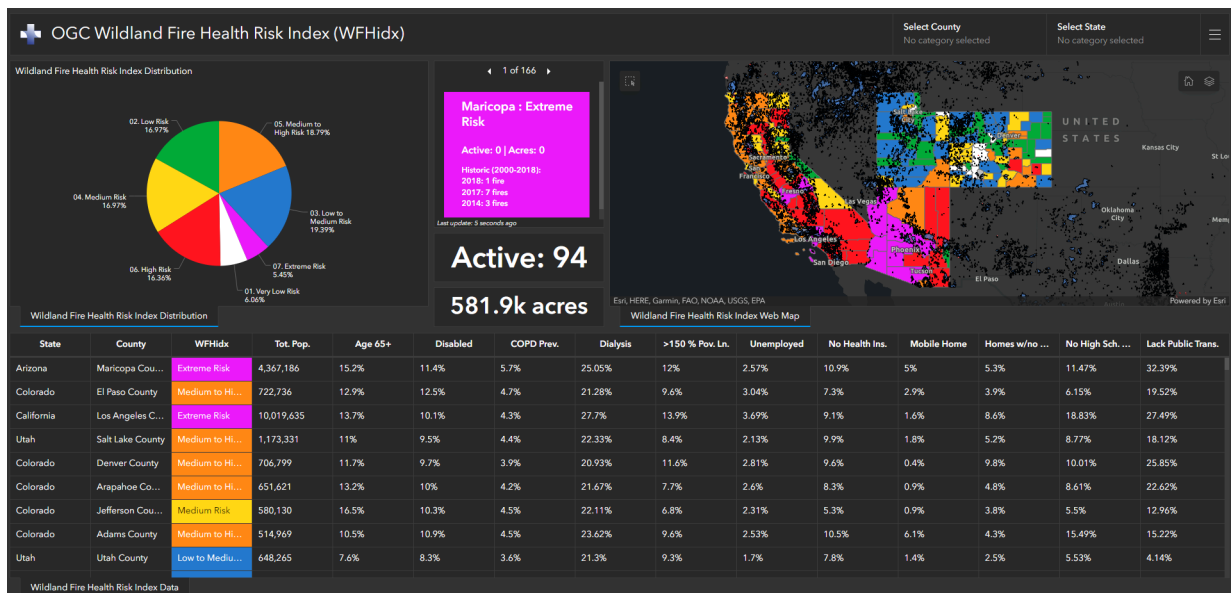 OGC Wildland Fire Health Risk Index (WFHidx)
Select County
No category selected
Select State
No category selected
Wildland Fire Health Risk Index Distribution
02. Low Risk
16.97%
05. Medium to
High Risk 18.79%
04. Medium Risk
16.97%
03. Low to
Medium Risk
19.39%
06. High Risk
16.36%
07. Extreme Risk
5.45%
01. Very Low Risk
6.06%
Wildland Fire Health Risk Index Distribution
1 of 166
Maricopa : Extreme
Risk
Active: 0 | Acres: 0
Historic (2000-2018):
2018: 1 fire
2017: 7 fires
2014: 3 fires
Last update: 5 seconds ago
Active: 94
581.9k acres
Salt Lake
City
Denver
UNITED
STATES
Kansas City
St Lo
Sacramento
San
Francisco
Fresno
Las Vegas
Oklahoma
City
Mem
Los Angeles
Phoenix
San Diego
Tucson
Dallas
El Paso
Esri, HERE, Garmin, FAO, NOAA, USGS, EPA
Powered by Esri
Wildland Fire Health Risk Index Web Map
State County WFHidx Tot. Pop. Age 65+ Disabled COPD Prev. Dialysis >150 % Pov. Ln. Unemployed No Health Ins. Mobile Home Homes w/no ... No High Sch. ... Lack Public Trans.
Arizona Maricopa Cou... Extreme Risk 4,367,186 15.2% 11.4% 5.7% 25.05% 12% 2.57% 10.9% 5% 5.3% 11.47% 32.39%
Colorado El Paso County Medium to Hi... 722,736 12.9% 12.5% 4.7% 21.28% 9.6% 3.04% 7.3% 2.9% 3.9% 6.15% 19.52%
California Los Angeles C... Extreme Risk 10,019,635 13.7% 10.1% 4.3% 27.7% 13.9% 3.69% 9.1% 1.6% 8.6% 18.83% 27.49%
Utah Salt Lake County Medium to Hi... 1,173,331 11% 9.5% 4.4% 22.33% 8.4% 2.13% 9.9% 1.8% 5.2% 8.77% 18.12%
Colorado Denver County Medium to Hi... 706,799 11.7% 9.7% 3.9% 20.93% 11.6% 2.81% 9.6% 0.4% 9.8% 10.01% 25.85%
Colorado Arapahoe Co... Medium to Hi... 651,621 13.2% 10% 4.2% 21.67% 7.7% 2.6% 8.3% 0.9% 4.8% 8.61% 22.62%
Colorado Jefferson Cou... Medium Risk 580,130 16.5% 10.3% 4.5% 22.11% 6.8% 2.31% 5.3% 0.9% 3.8% 5.5% 12.96%
Colorado Adams County Medium to Hi... 514,969 10.5% 10.9% 4.5% 23.62% 9.6% 2.53% 10.5% 6.1% 4.3% 15.49% 15.22%
Utah Utah County Low to Mediu... 648,265 7.6% 8.3% 3.6% 21.3% 9.3% 1.7% 7.8% 1.4% 2.5% 5.53% 4.14%
Wildland Fire Health Risk Index Data